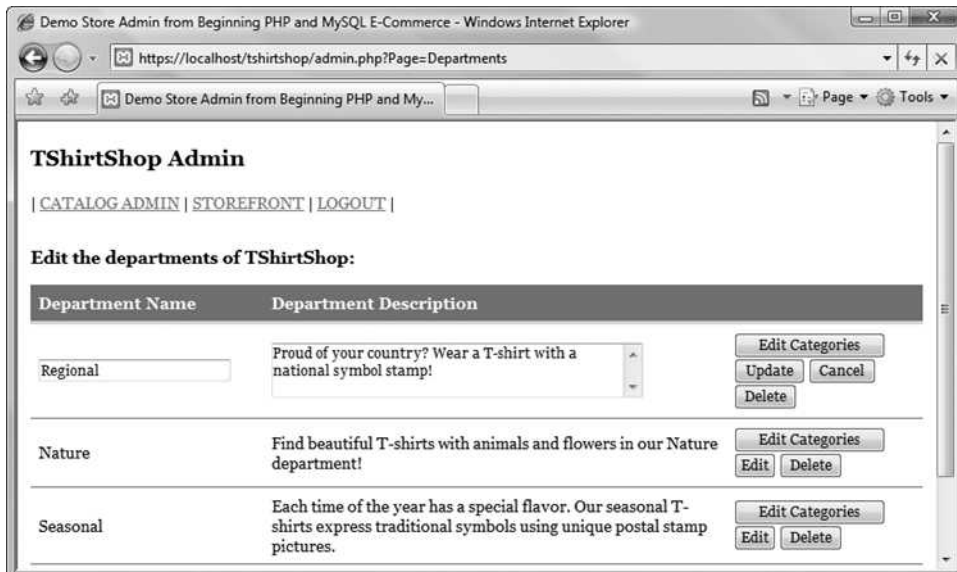 Demo Store Admin from Beginning PHP and MySQL E-Commerce - Windows Internet Explorer
https://localhost/tshirtshop/admin.php?Page=Departments
Demo Store Admin from Beginning PHP and My...
Page
Tools
TShirtShop Admin
| CATALOG ADMIN | STOREFRONT | LOGOUT |
Edit the departments of TShirtShop:
Department Name Department Description
Regional
Proud of your country? Wear a T-shirt with a
national symbol stamp!
Edit Categories
Update Cancel
Delete
Nature
Find beautiful T-shirts with animals and flowers in our Nature
department!
Edit Categories
Edit Delete
Seasonal
Each time of the year has a special flavor. Our seasonal T-
shirts express traditional symbols using unique postal stamp
pictures.
Edit Categories
Edit Delete